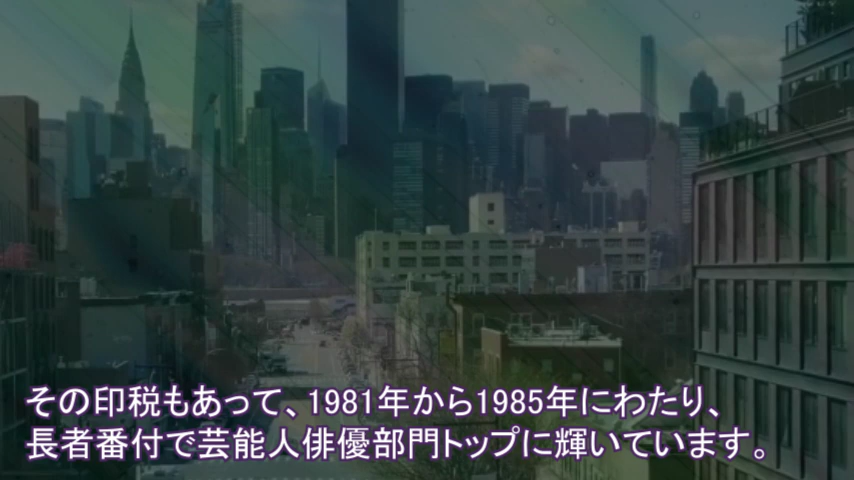 その印税もあって、1981年から1985年にわたり、
長者番付で芸能人俳優部門トップに輝いています。